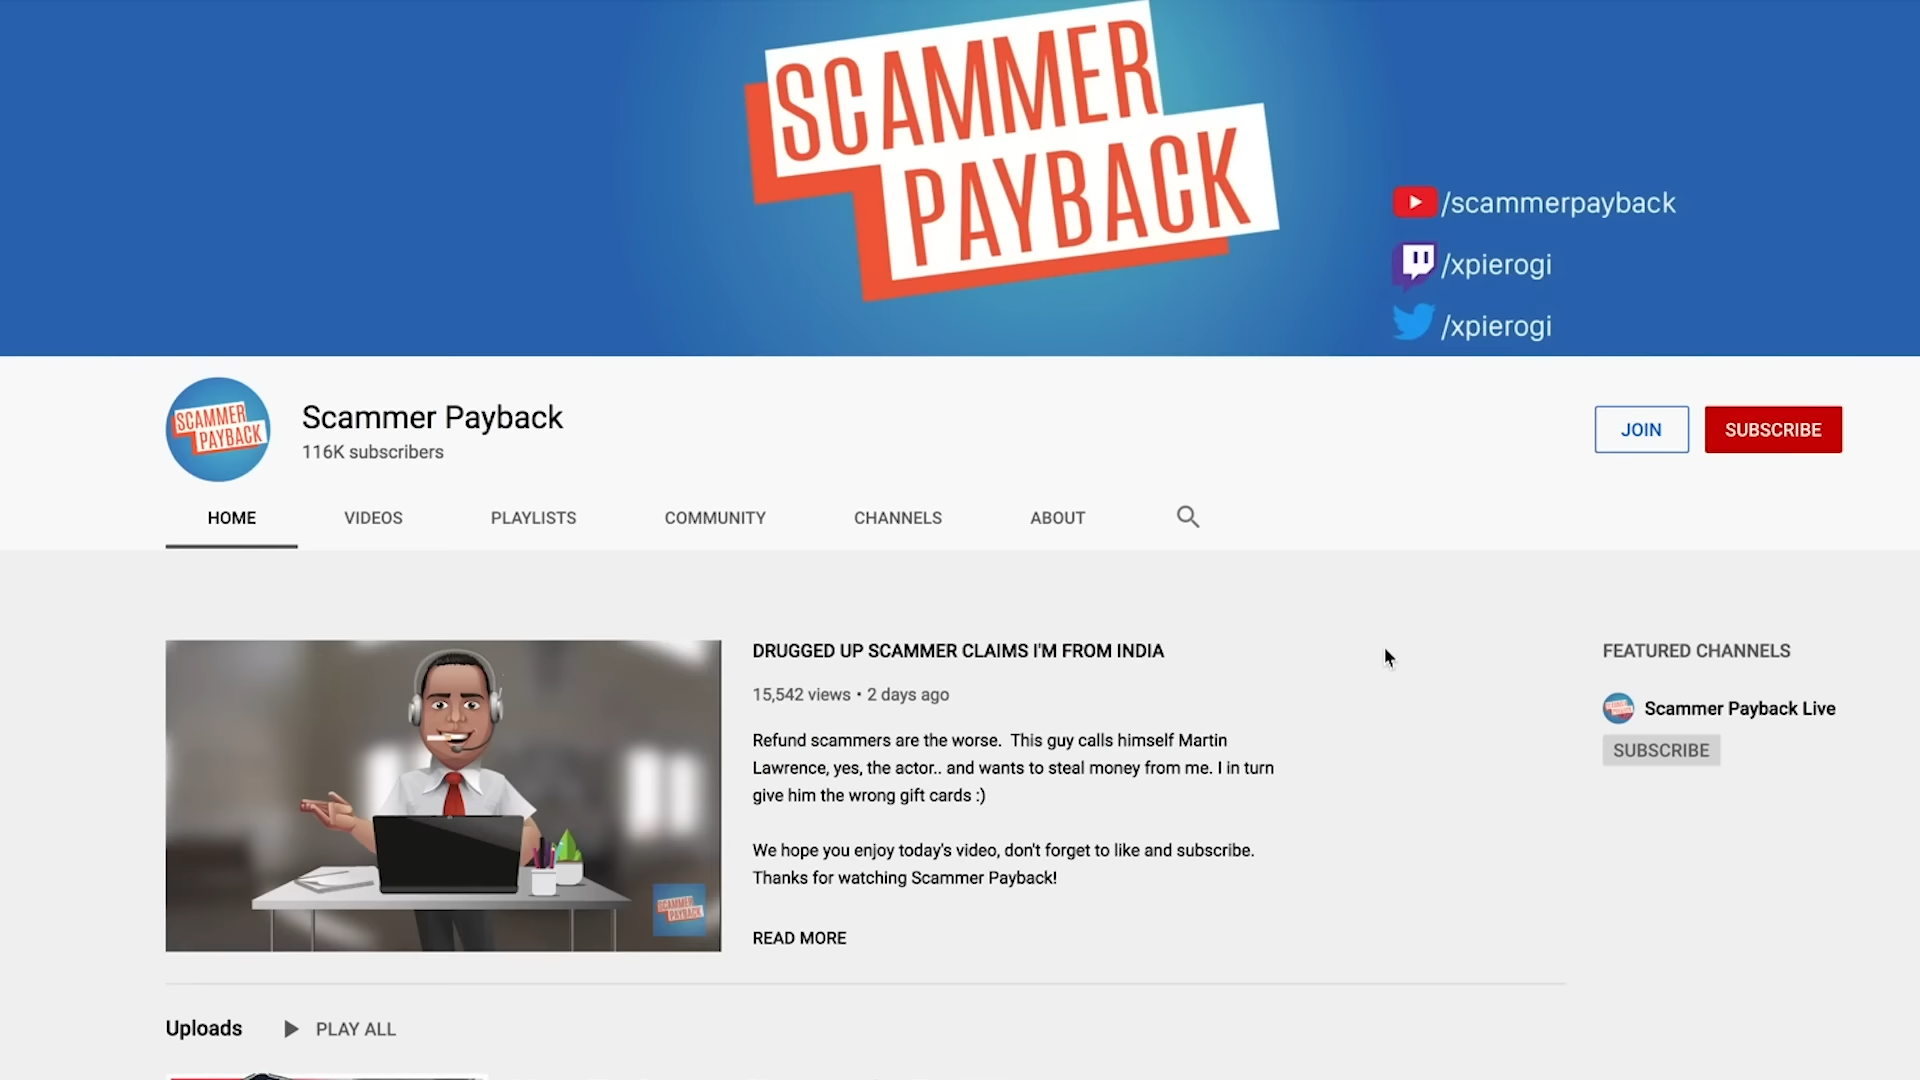 SCAMMER
PAYBACK
/scammerpayback
/xpierogi
/xpierogi
SCAMMER
PAYBACK
Scammer Payback
116K subscribers
JOIN
SUBSCRIBE
HOME
VIDEOS
PLAYLISTS
COMMUNITY
CHANNELS
ABOUT
DRUGGED UP SCAMMER CLAIMS I'M FROM INDIA
15,542 views • 2 days ago
Refund scammers are the worse.  This guy calls himself Martin
Lawrence, yes, the actor.. and wants to steal money from me. I in turn
give him the wrong gift cards :)
We hope you enjoy today's video, don't forget to like and subscribe.
Thanks for watching Scammer Payback!
READ MORE
SCAMMER
PAYBACK
FEATURED CHANNELS
Scammer Payback Live
SUBSCRIBE
Uploads
PLAY ALL